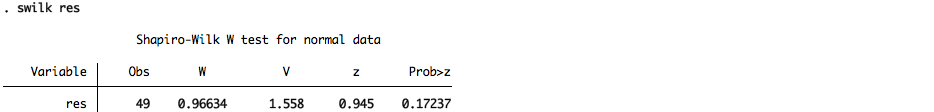 . swilk res
Shapiro-Wilk W test for normal data
Variable Obs W V z Prob>z
res 49 0.96634 1.558 0.945 0.17237